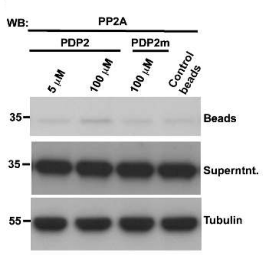 WB: PP2A
PDP2 PDP2m
5 µM 100 µM 100 µM Control beads
35 Beads
35 Superntnt.
55 Tubulin